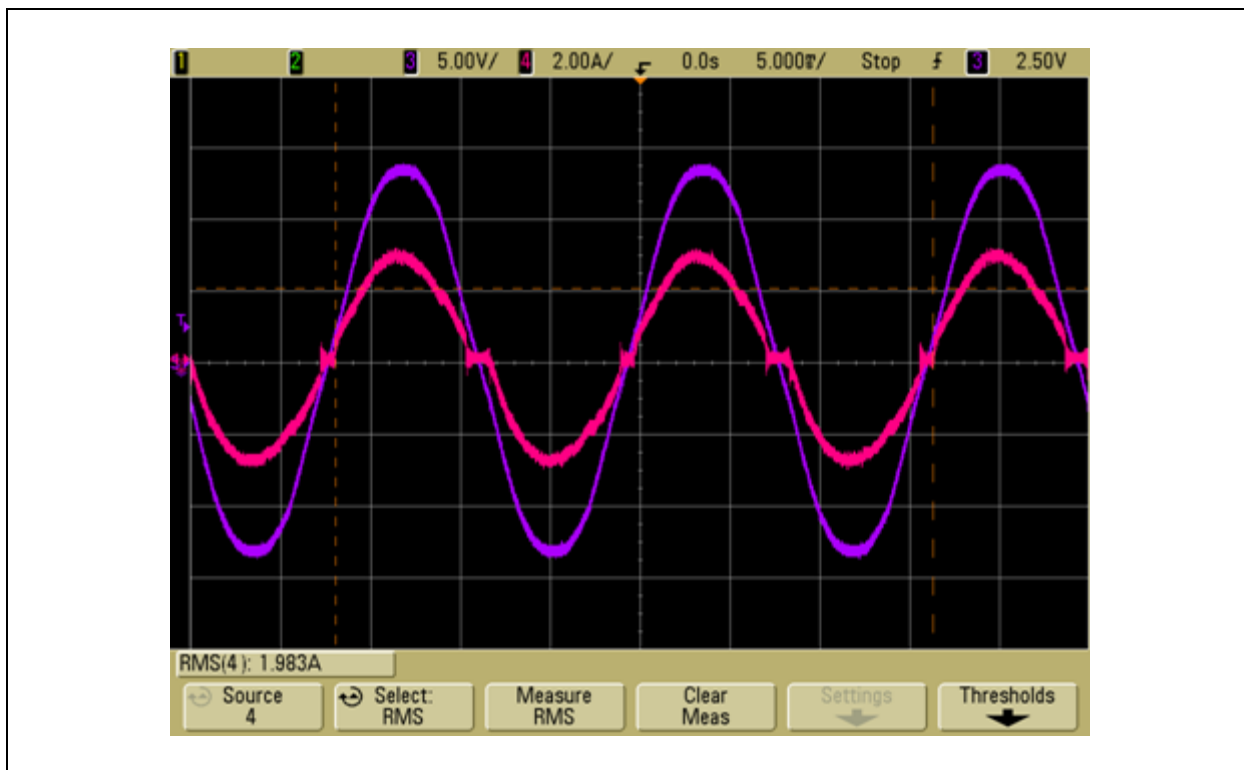 1 2 3 5.00V/ 4 2.00A/ 0.0s 5.000m/ Stop 3 2.50V
T
RMS(4): 1.983A
Source
4
Select:
RMS
Measure
RMS
Clear
Meas
Settings
Thresholds